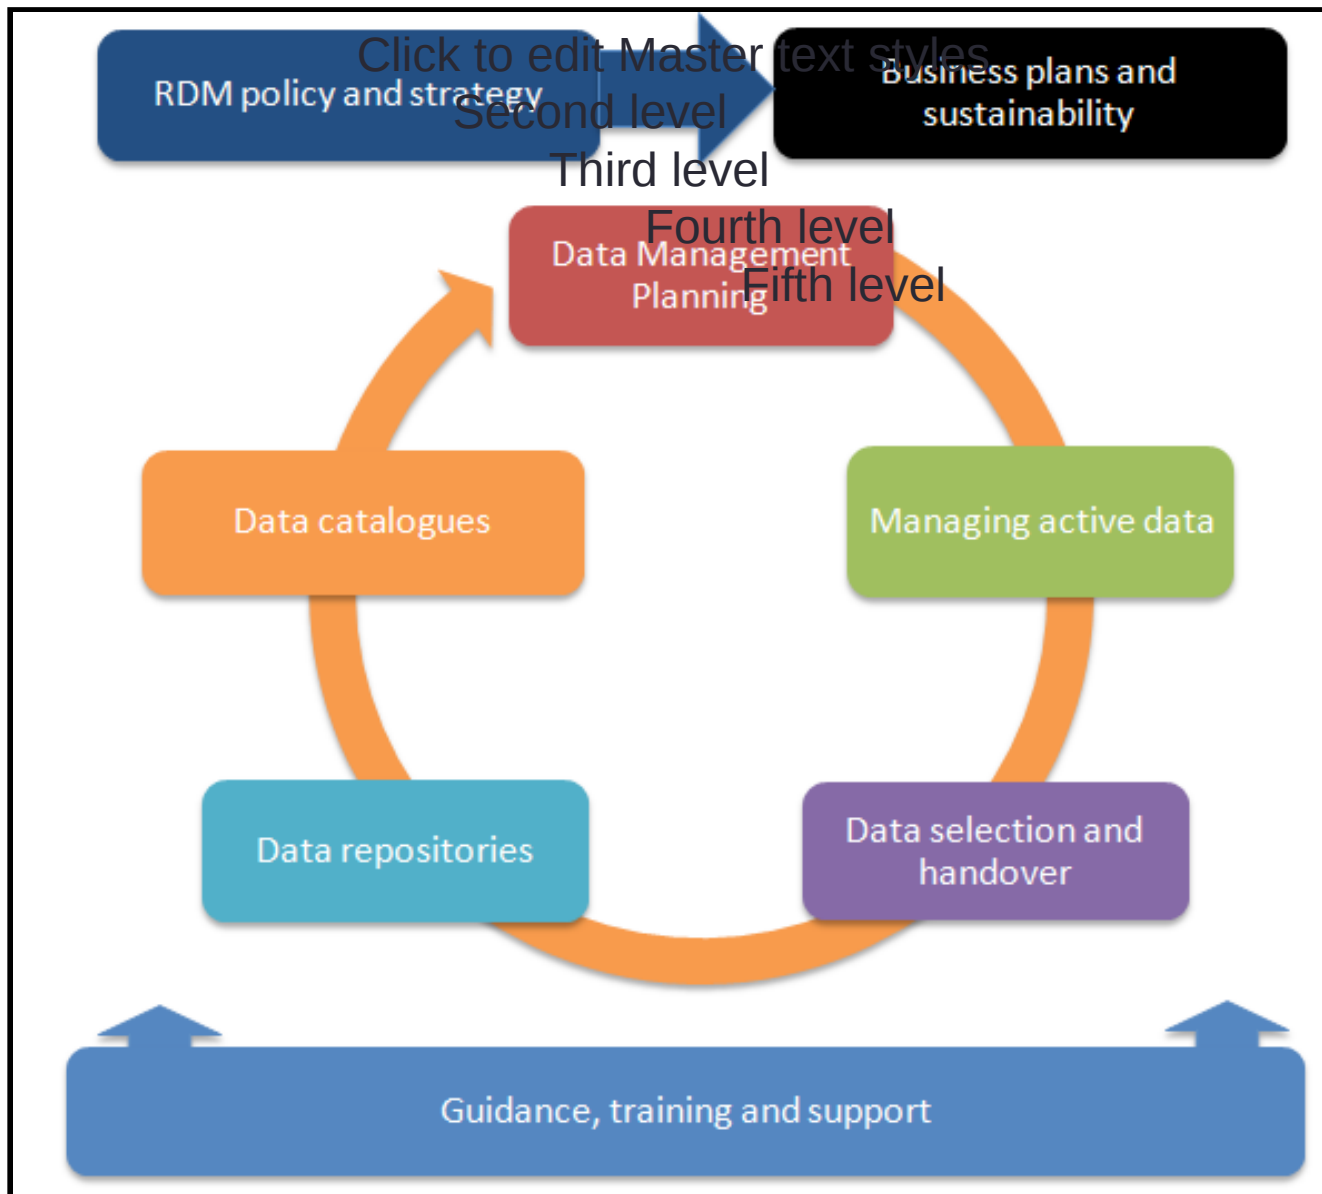 Click to edit Master text styles
Second level
Third level
Fourth level
Fifth level
RDM policy and strategy
Business plans and
sustainability
Data Management
Planning
Data catalogues
Managing active data
Data repositories
Data selection and
handover
Guidance, training and support